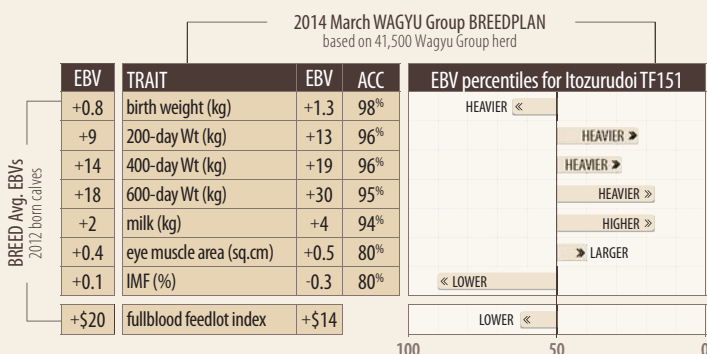 2014 March WAGYU Group BREEDPLAN
based on 41,500 Wagyu Group herd
EBV TRAIT EBV ACC EBV percentiles for Itozurudoi TF151
+0.8 birth weight (kg) +1.3 98% HEAVIER «
+9 200-day Wt (kg) +13 96% HEAVIER »
+14 400-day Wt (kg) +19 96% HEAVIER »
+18 600-day Wt (kg) +30 95% HEAVIER »
+2 milk (kg) +4 94% HIGHER »
+0.4 eye muscle area (sq.cm) +0.5 80% » LARGER
+0.1 IMF (%) -0.3 80% « LOWER
+$20 fullblood feedlot index +$14 LOWER «
100 50 0
BREED Avg. EBVs
2012 born calves